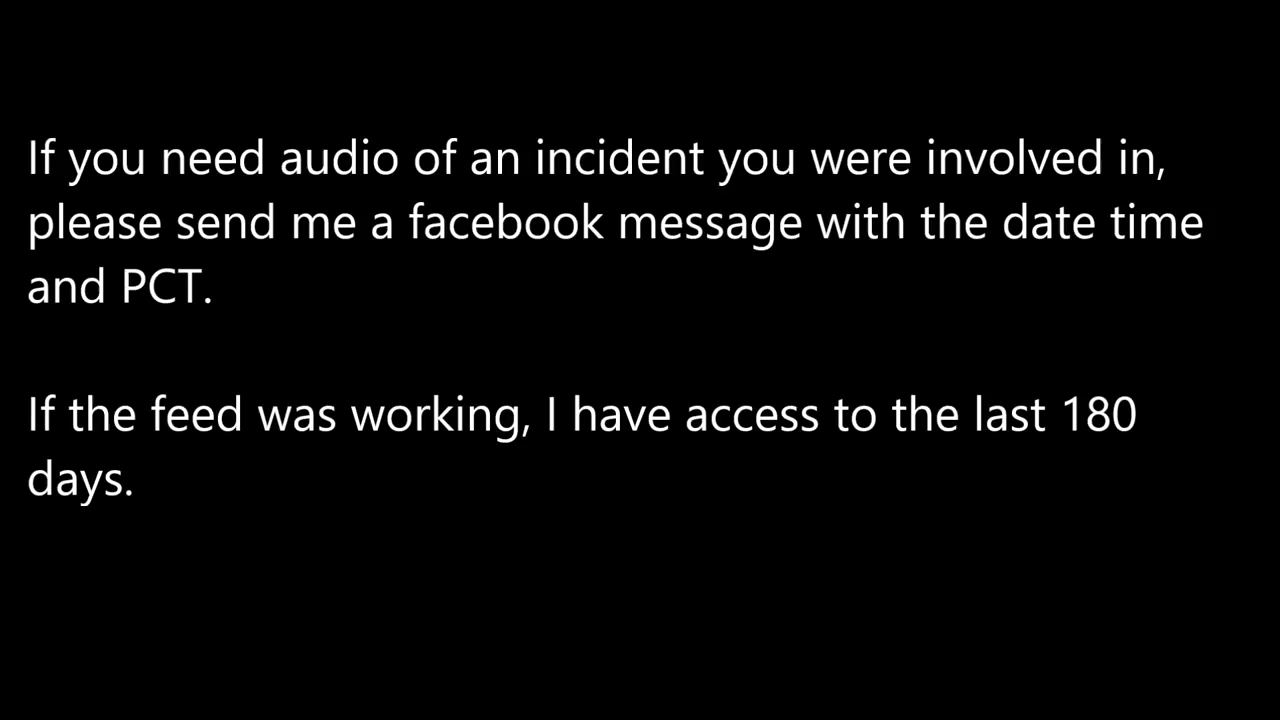 If you need audio of an incident you were involved in,
please send me a facebook message with the date time
and PCT.
If the feed was working, I have access to the last 180
days.